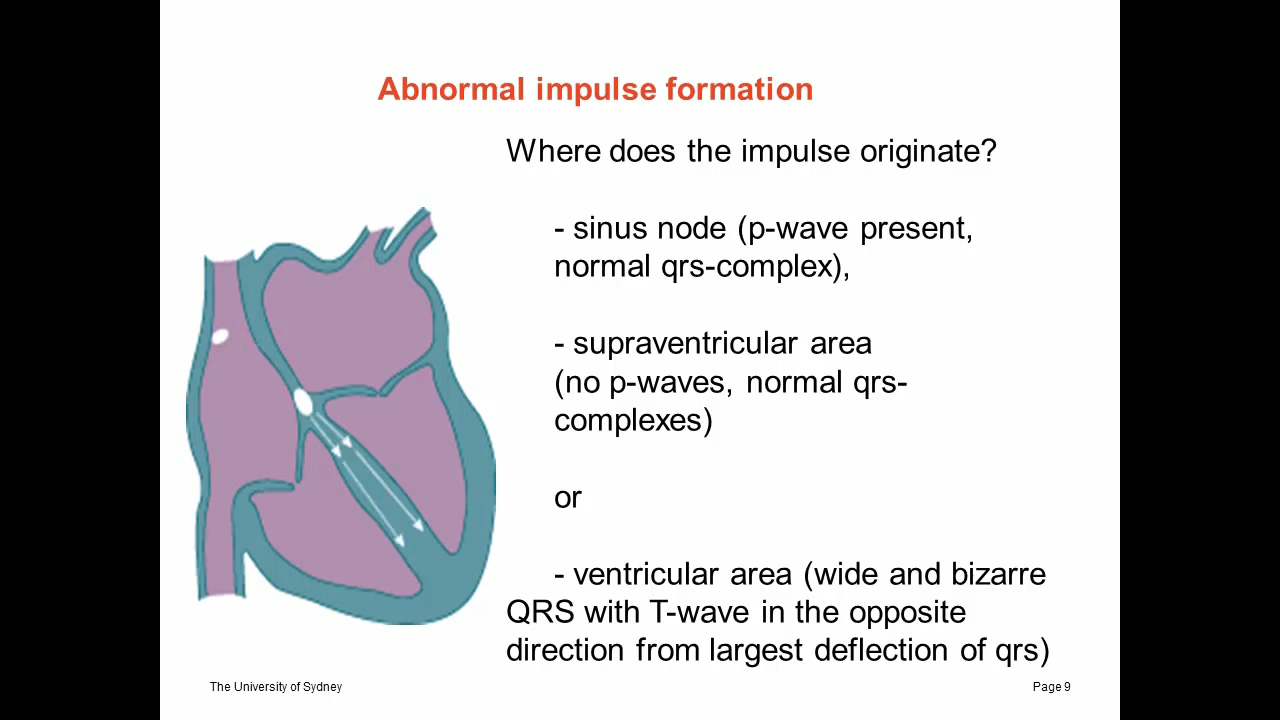 Abnormal impulse formation
Where does the impulse originate?
- sinus node (p-wave present,
normal qrs-complex),
- supraventricular area
(no p-waves, normal qrs-
complexes)
or
- ventricular area (wide and bizarre
QRS with T-wave in the opposite
direction from largest deflection of qrs)
The University of Sydney
Page 9